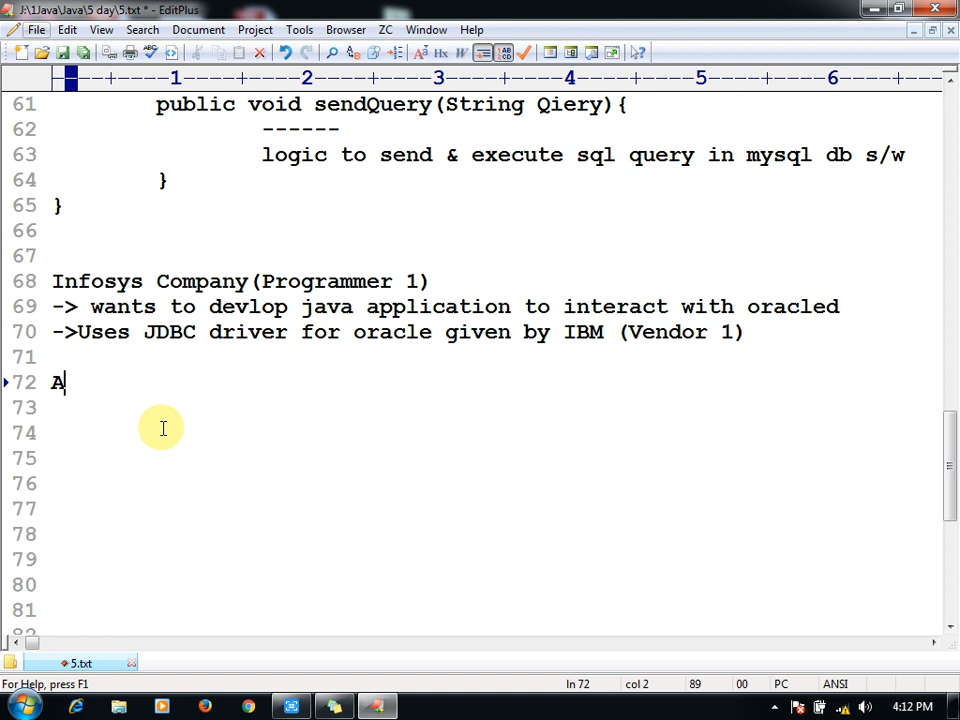 J:\1Java\Java\5 day\5.txt * - EditPlus
File Edit View Search Document Project Tools Browser ZC Window Help
----+----1----+----2----+----3----+----4----+----5----+----6----+--
61 public void sendQuery(String Qiery){
62 ------
63 logic to send & execute sql query in mysql db s/w
64 }
65 }
66
67
68 Infosys Company(Programmer 1)
69 -> wants to devlop java application to interact with oracled
70 ->Uses JDBC driver for oracle given by IBM (Vendor 1)
71
72 A
73
74
75
76
77
78
79
80
81
82
5.txt
For Help, press F1 ln 72 col 2 89 00 PC ANSI
4:12 PM